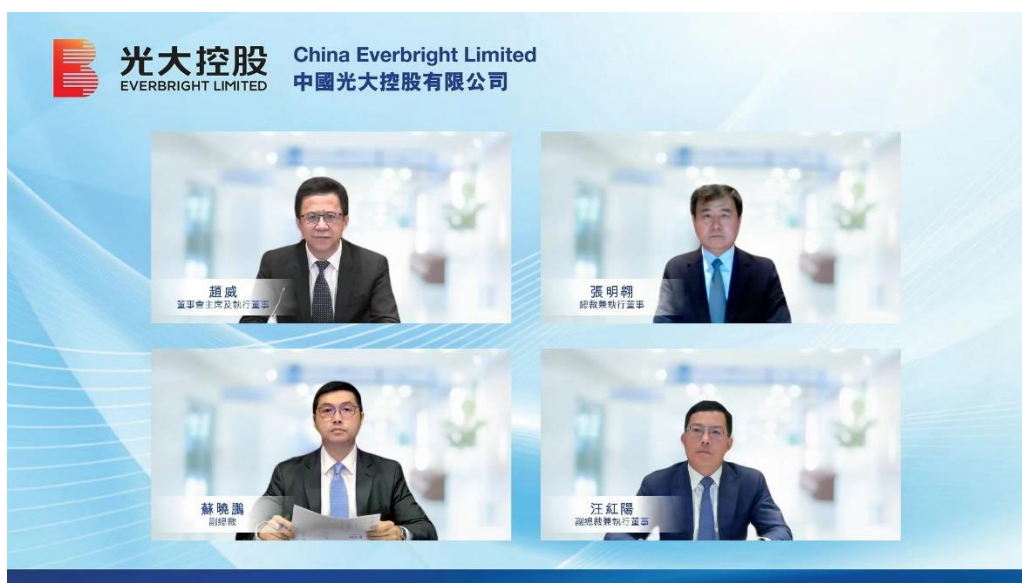 光大控股
EVERBRIGHT LIMITED
China Everbright Limited
中國光大控股有限公司
趙威
董事會主席及執行董事
張明翱
總裁兼執行董事
蘇曉鵬
副總裁
汪紅陽
副總裁兼執行董事